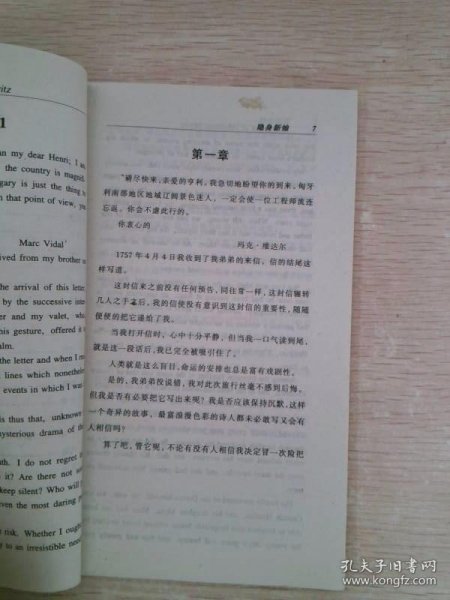 ritz
1
an my dear Henri; I am
the country is magnifi
gary is just the thing to
n that point of view, you
Marc Vidal"
ived from my brother on
the arrival of this letter
by the successive inter
er and my valet, who
his gesture, offered it
alm.
the letter and when I
lines which nonetheless
events in which I was
is thus that, unknown
mysterious drama of the
uth. I do not regret
o it? Are there not
keep silent? Who will
even the most daring p
e risk. Whether I ought
y to an irresistible need
隐身新娘 7
第一章
"请尽快来,亲爱的亨利,我急切地盼望你的到来。匈牙
利南部地区地域辽阔景色迷人,一定会使一位工程师流连
忘返。你会不虚此行的。
你衷心的
玛克·维达尔
1757年4月4日我收到了我弟弟的来信,信的结尾这
样写道。
这封信来之前没有任何预告,同往常一样,这封信辗转
几人之手之后,我的信使没有意识到这封信的重要性,随随
便便的把它递给了我。
当我打开信时,心中十分平静,但当我一口气读到尾,
就是这一段话后,我已完全被吸引住了。
人类就是这么盲目,命运的安排也总是富有戏剧性。
是的,我弟弟没说错,我对此次旅行丝毫不感到后悔。
但我是否有必要把它写出来呢?我是否应该保持沉默,这样
一个奇异的故事,最富浪漫色彩的诗人都未必敢写又会有
人相信吗?
算了吧,管它呢,不论有没有人相信我决定冒一次险把
孔夫子旧书网
www.kongfz.com